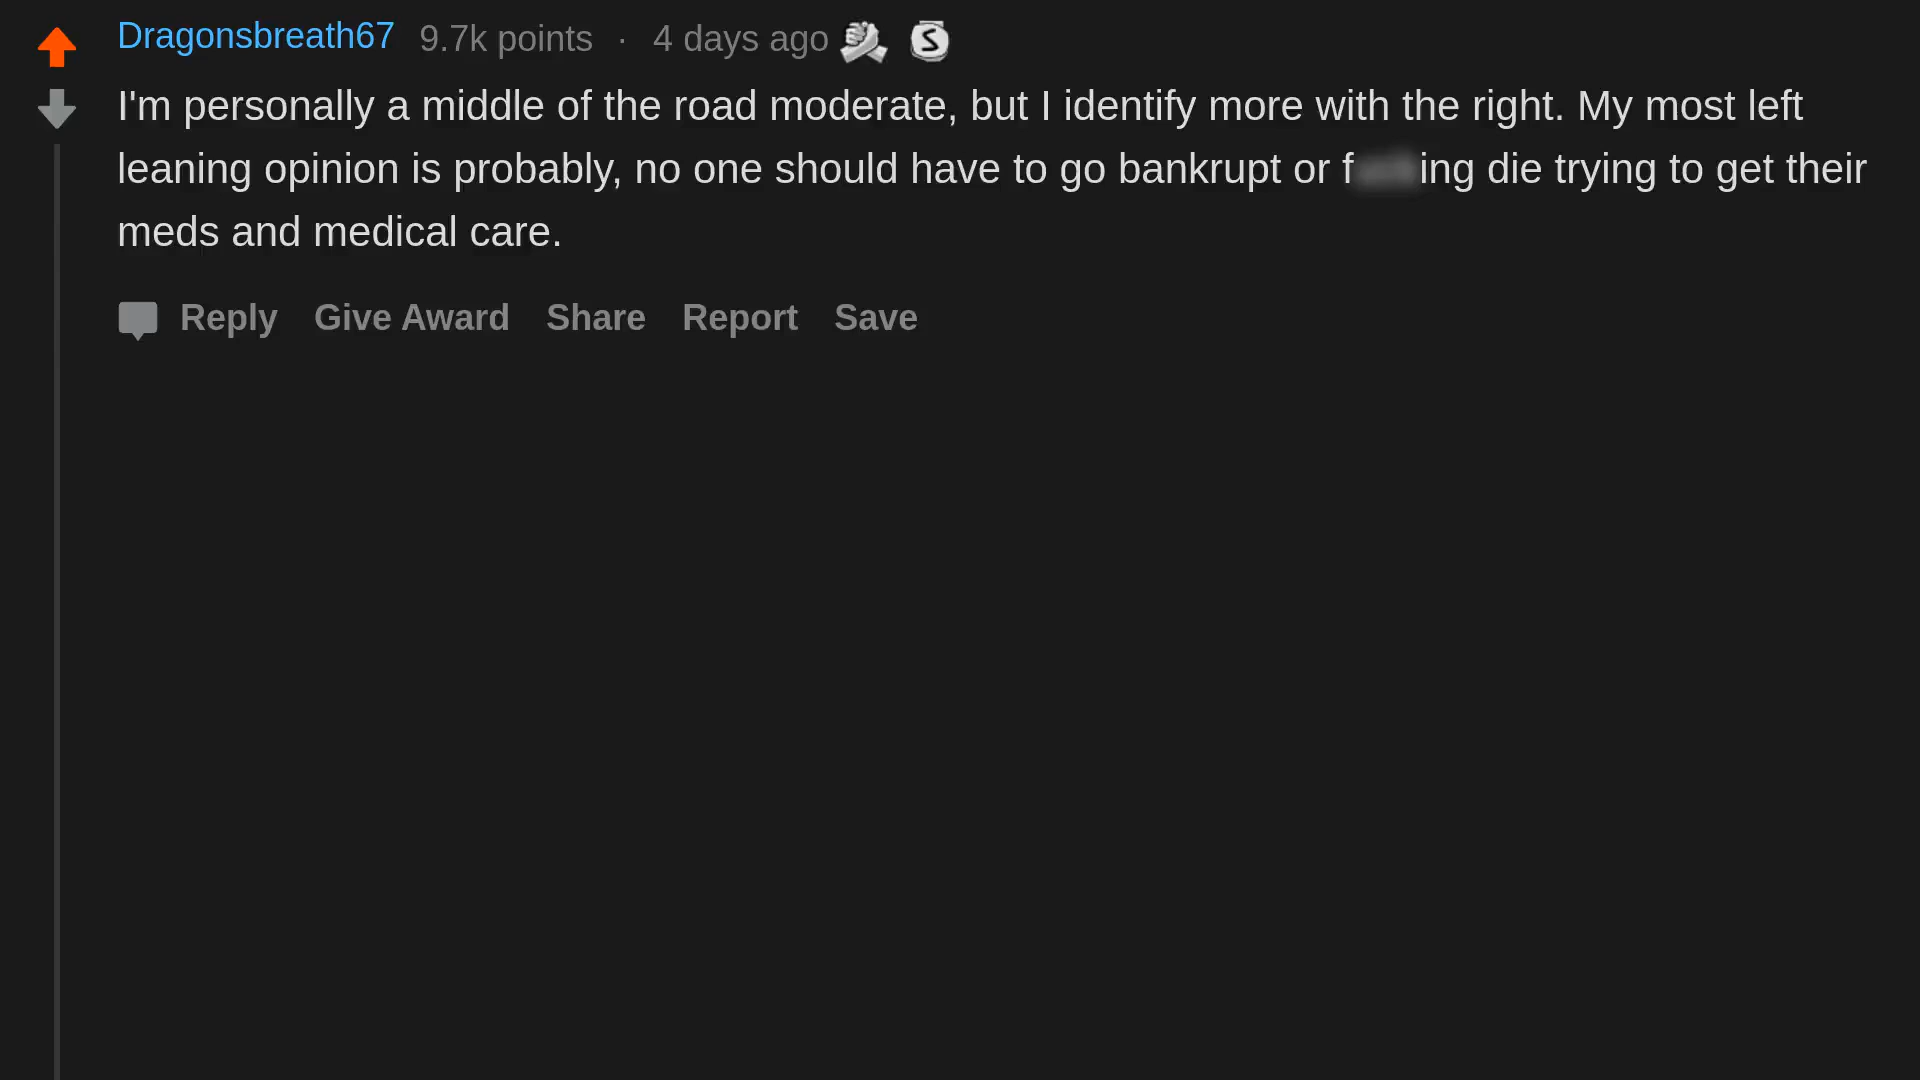 Dragonsbreath67 9.7k points · 4 days ago
I'm personally a middle of the road moderate, but I identify more with the right. My most left
leaning opinion is probably, no one should have to go bankrupt or f ing die trying to get their
meds and medical care.
Reply Give Award Share Report Save